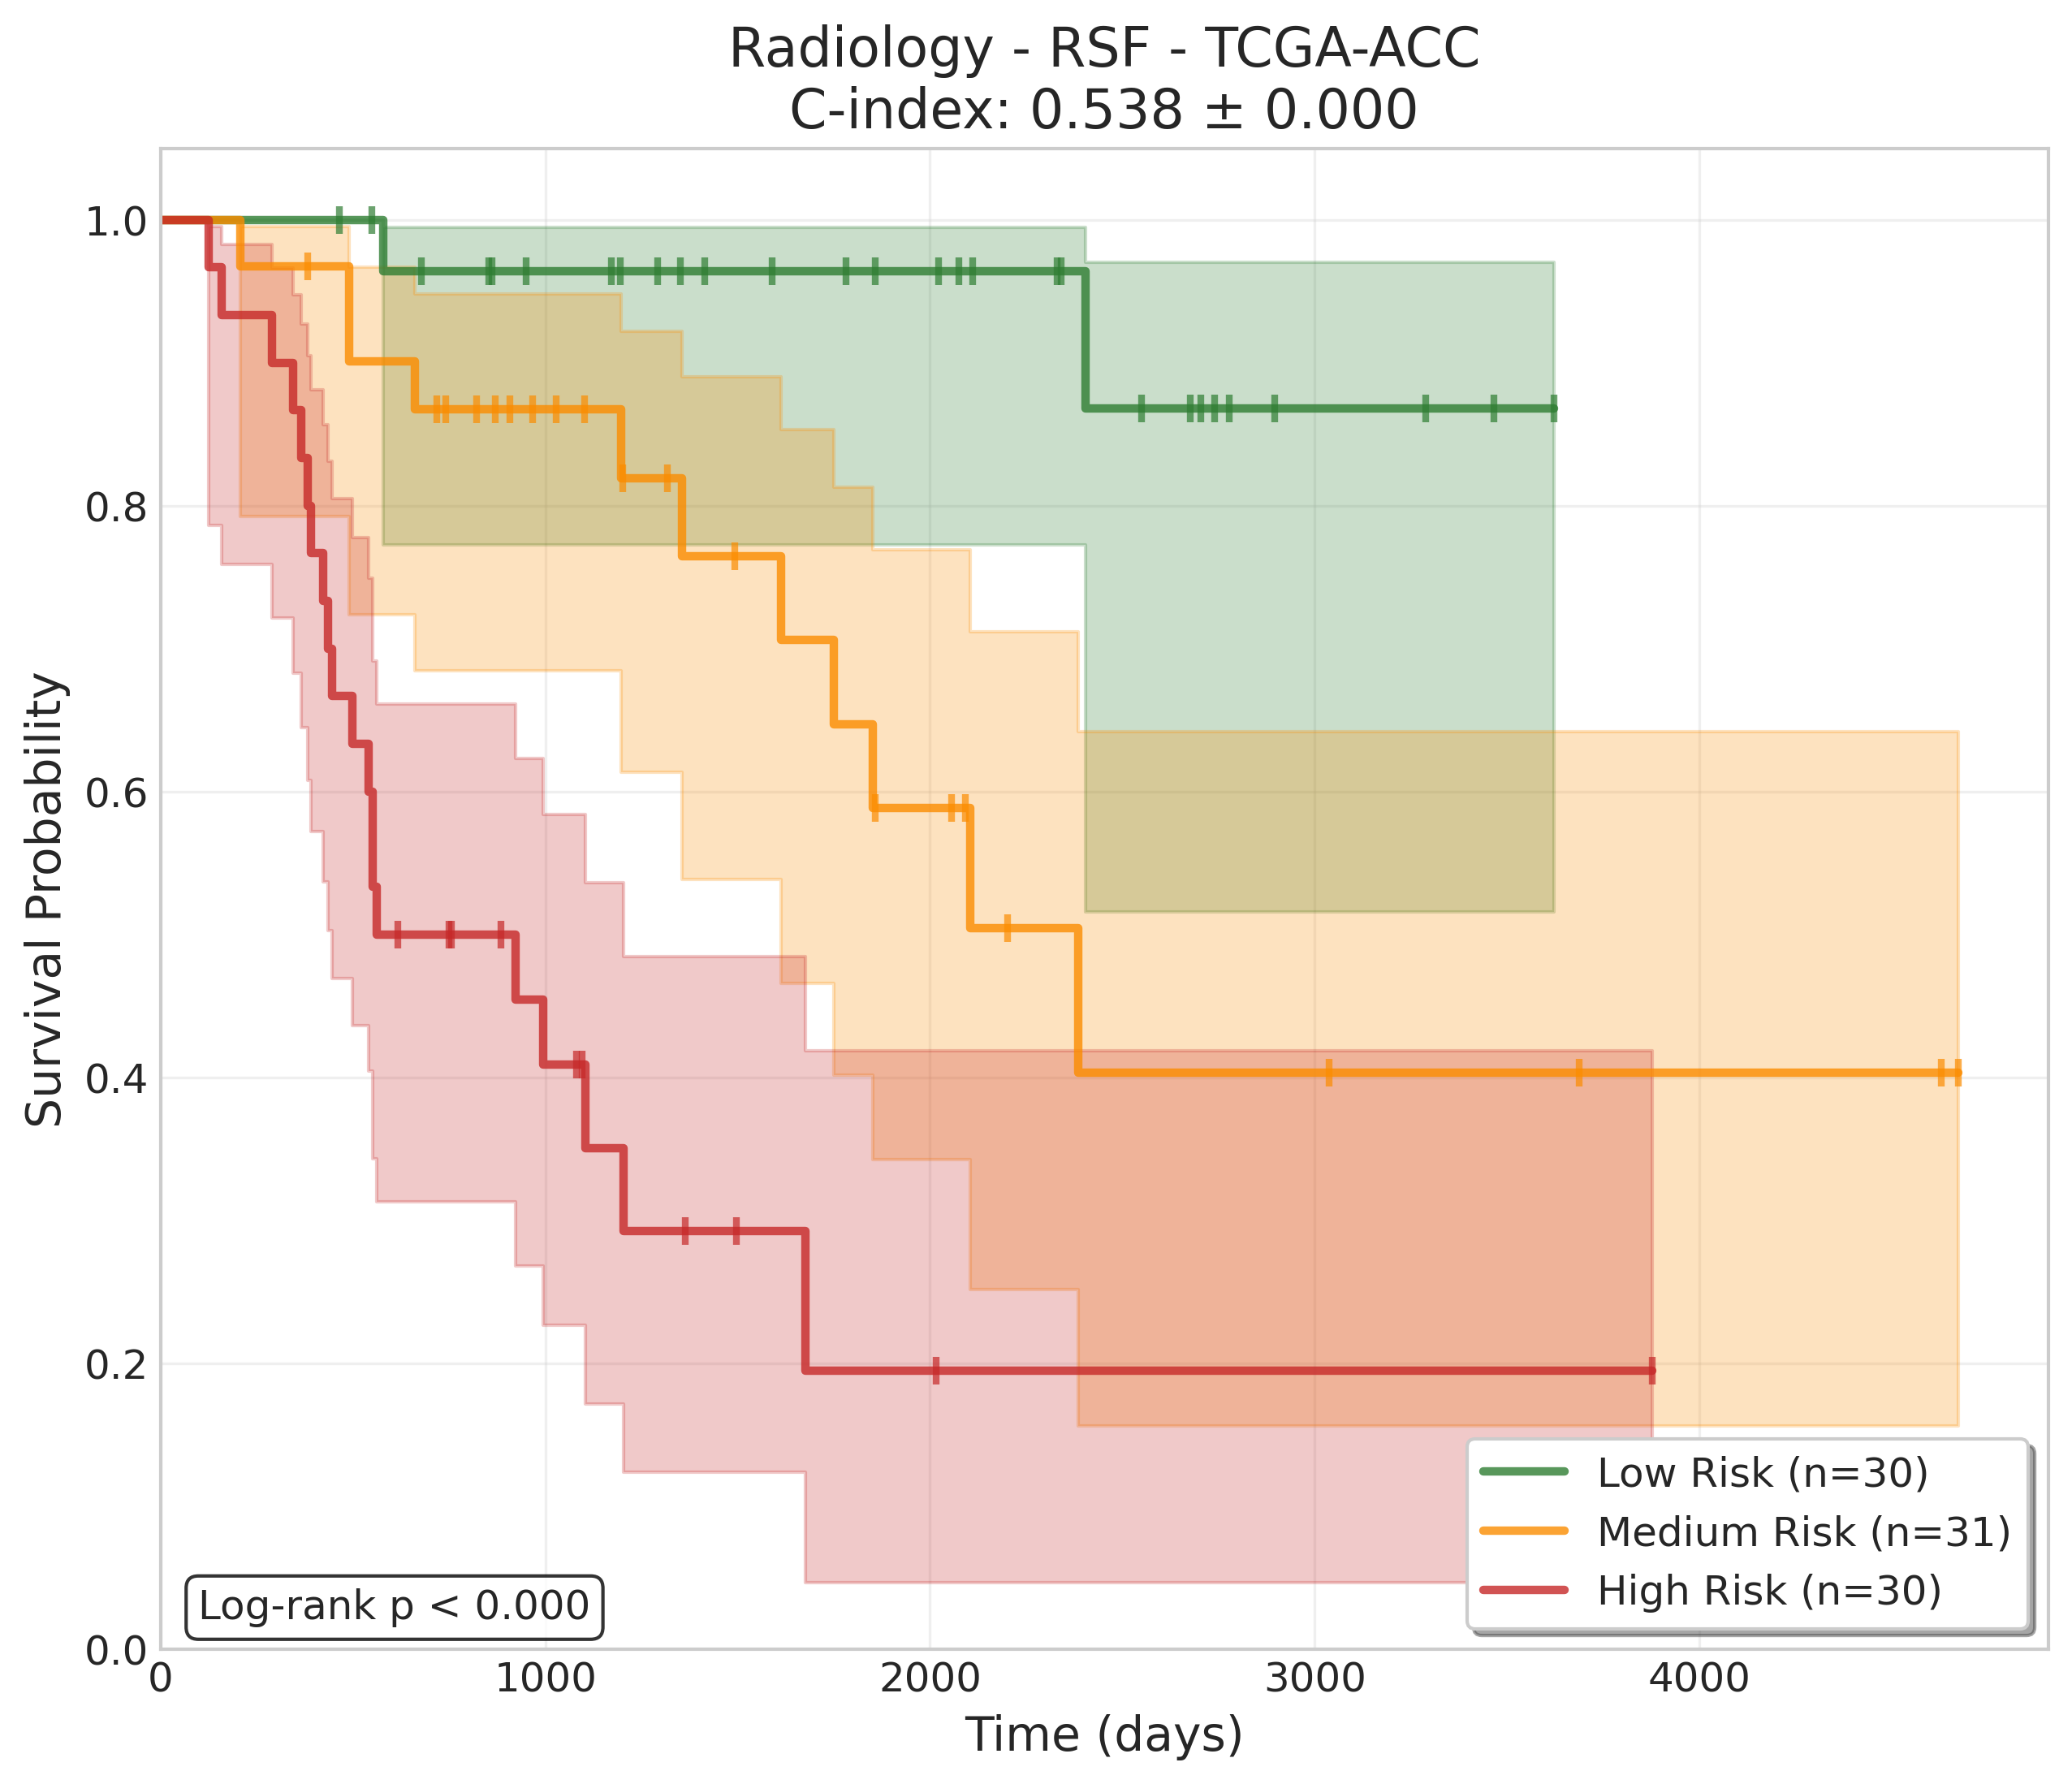 Radiology - RSF - TCGA-ACC
C-index: 0.538 ± 0.000
Survival Probability
1.0
0.8
0.6
0.4
0.2
0.0
Log-rank p < 0.000
Low Risk (n=30)
Medium Risk (n=31)
High Risk (n=30)
0 1000 2000 3000 4000
Time (days)